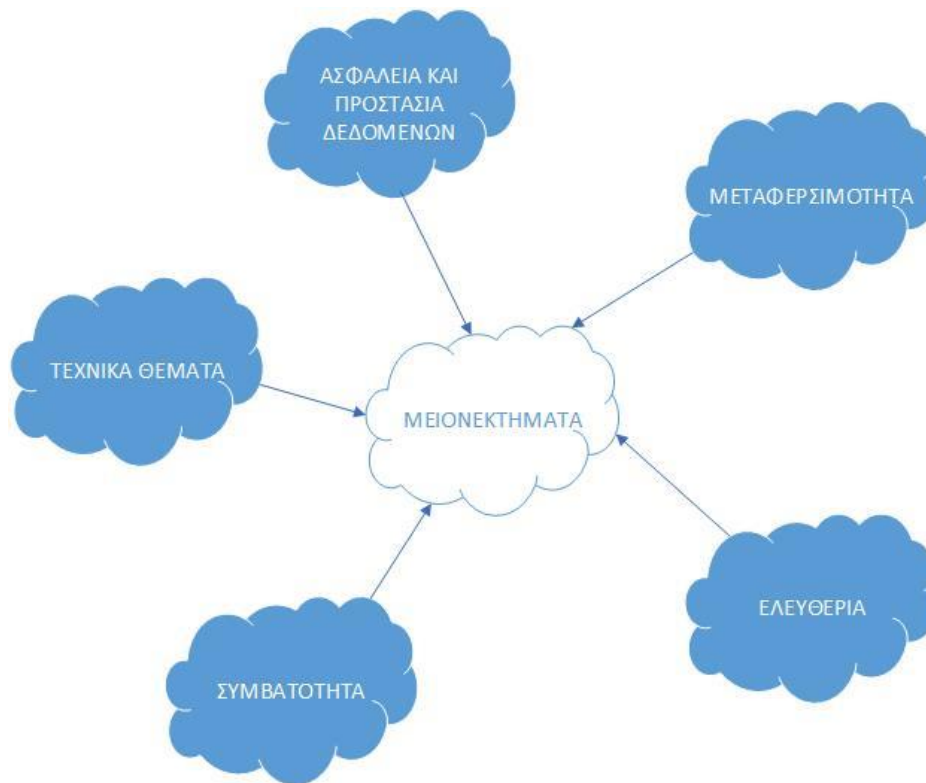 ΑΣΦΑΛΕΙΑ ΚΑΙ
ΠΡΟΣΤΑΣΙΑ
ΔΕΔΟΜΕΝΩΝ
ΜΕΤΑΦΕΡΣΙΜΟΤΗΤΑ
ΤΕΧΝΙΚΑ ΘΕΜΑΤΑ
ΜΕΙΟΝΕΚΤΗΜΑΤΑ
ΕΛΕΥΘΕΡΙΑ
ΣΥΜΒΑΤΟΤΗΤΑ